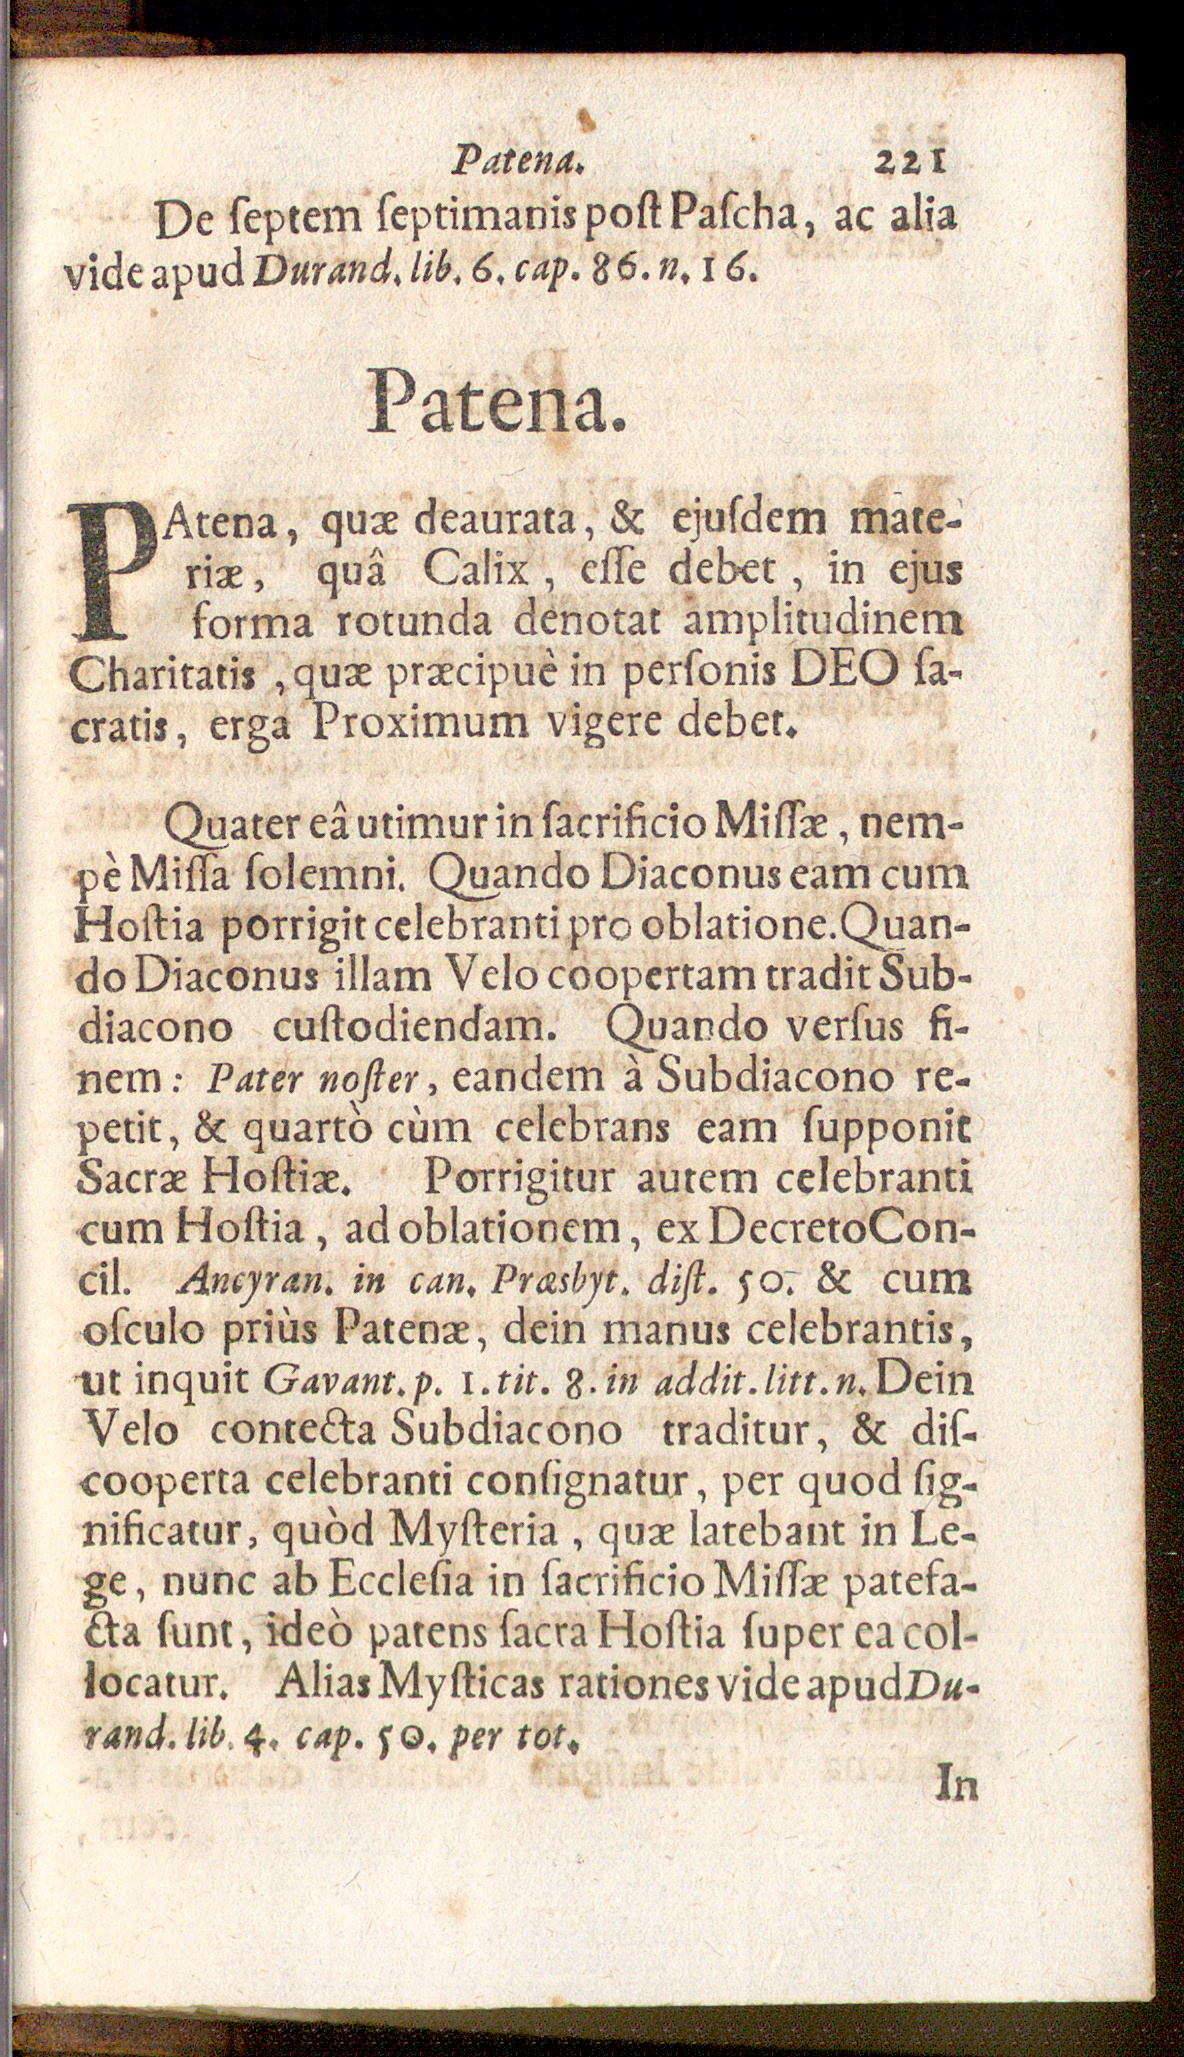 Patena. 221
De ſeptem ſeptimanis poſt Paſcha, ac alia
vide apud Durand. lib. 6. cap. 86. n. 16.
Patena.
PAtena, quæ deaurata, & ejuſdem mate-
riæ, quâ Calix, eſſe debet, in ejus
forma rotunda denotat amplitudinem
Charitatis, quæ præcipuè in perſonis DEO ſa-
cratis, erga Proximum vigere debet.
Quater eâ utimur in ſacrificio Miſſæ, nem-
pè Miſſa ſolemni. Quando Diaconus eam cum
Hoſtia porrigit celebranti pro oblatione. Quan-
do Diaconus illam Velo coopertam tradit Sub-
diacono cuſtodiendam. Quando verſus fi-
nem: Pater noſter, eandem à Subdiacono re-
petit, & quartò cùm celebrans eam ſupponit
Sacræ Hoſtiæ. Porrigitur autem celebranti
cum Hoſtia, ad oblationem, ex Decreto Con-
cil. Ancyran. in can. Præsbyt. diſt. 50. & cum
oſculo priùs Patenæ, dein manus celebrantis,
ut inquit Gavant. p. 1. tit. 8. in addit. litt. n. Dein
Velo contecta Subdiacono traditur, & diſ-
cooperta celebranti conſignatur, per quod ſig-
nificatur, quòd Myſteria, quæ latebant in Le-
ge, nunc ab Eccleſia in ſacrificio Miſſæ patefa-
cta ſunt, ideò patens ſacra Hoſtia ſuper ea col-
locatur. Alias Myſticas rationes vide apud Du-
rand. lib. 4. cap. 50. per tot.
In